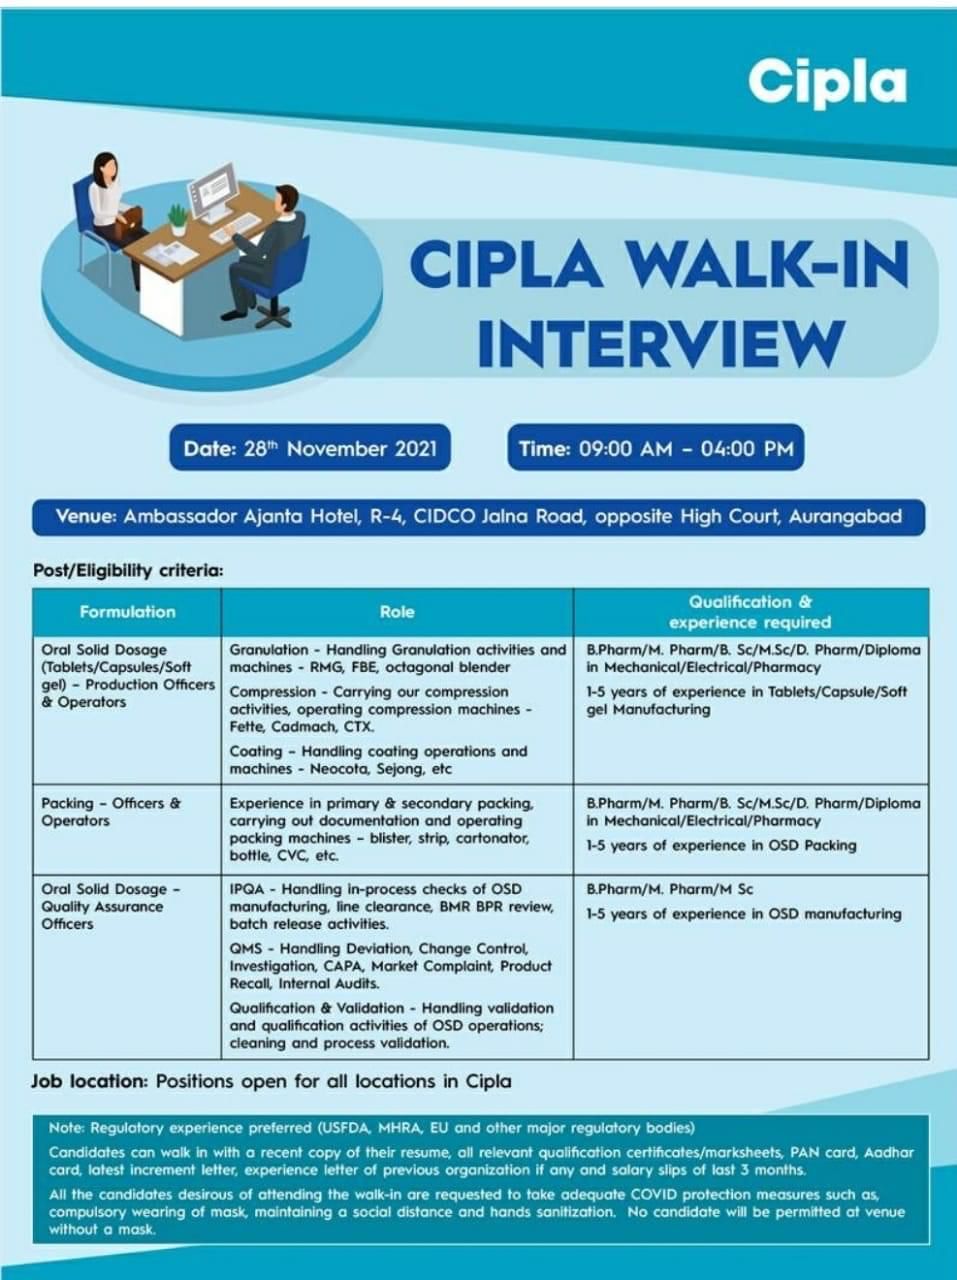 Cipla
CIPLA WALK-IN
INTERVIEW
Date: 28th November 2021
Time: 09:00 AM – 04:00 PM
Venue: Ambassador Ajanta Hotel, R-4, CIDCO Jalna Road, opposite High Court, Aurangabad
Post/Eligibility criteria:
Formulation
Role
Qualification &
experience required
Oral Solid Dosage
(Tablets/Capsules/Soft
gel) – Production Officers
& Operators
Granulation - Handling Granulation activities and
machines - RMG, FBE, octagonal blender
Compression - Carrying our compression
activities, operating compression machines -
Fette, Cadmach, CTX.
Coating – Handling coating operations and
machines - Neocota, Sejong, etc
B.Pharm/M. Pharm/B. Sc/M.Sc/D. Pharm/Diploma
in Mechanical/Electrical/Pharmacy
1-5 years of experience in Tablets/Capsule/Soft
gel Manufacturing
Packing – Officers &
Operators
Experience in primary & secondary packing,
carrying out documentation and operating
packing machines – blister, strip, cartonator,
bottle, CVC, etc.
B.Pharm/M. Pharm/B. Sc/M.Sc/D. Pharm/Diploma
in Mechanical/Electrical/Pharmacy
1-5 years of experience in OSD Packing
Oral Solid Dosage –
Quality Assurance
Officers
IPQA - Handling in-process checks of OSD
manufacturing, line clearance, BMR BPR review,
batch release activities.
QMS - Handling Deviation, Change Control,
Investigation, CAPA, Market Complaint, Product
Recall, Internal Audits.
Qualification & Validation - Handling validation
and qualification activities of OSD operations;
cleaning and process validation.
B.Pharm/M. Pharm/M Sc
1-5 years of experience in OSD manufacturing
Job location: Positions open for all locations in Cipla
Note: Regulatory experience preferred (USFDA, MHRA, EU and other major regulatory bodies)
Candidates can walk in with a recent copy of their resume, all relevant qualification certificates/marksheets, PAN card, Aadhar
card, latest increment letter, experience letter of previous organization if any and salary slips of last 3 months.
All the candidates desirous of attending the walk-in are requested to take adequate COVID protection measures such as,
compulsory wearing of mask, maintaining a social distance and hands sanitization. No candidate will be permitted at venue
without a mask.